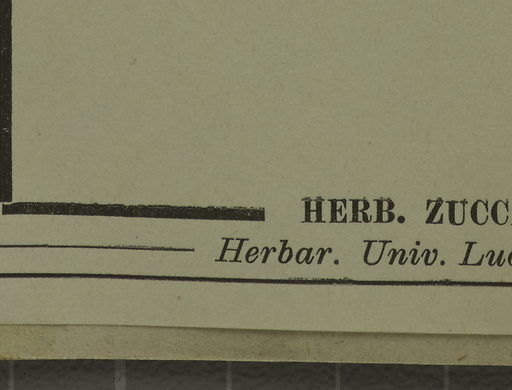 HERB. ZUCC
Herbar. Univ. Lu